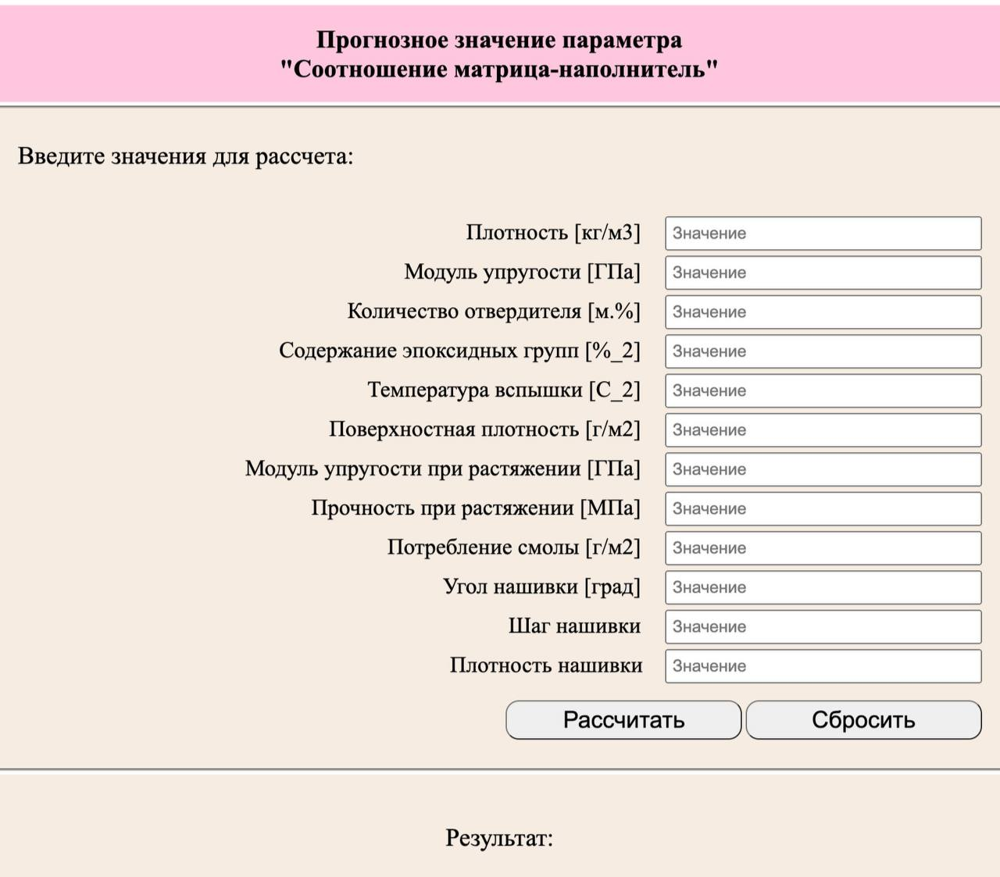 Прогнозное значение параметра
"Соотношение матрица-наполнитель"
Введите значения для рассчета:
Плотность [кг/м3] Значение
Модуль упругости [ГПа] Значение
Количество отвердителя [м.%] Значение
Содержание эпоксидных групп [%_2] Значение
Температура вспышки [С_2] Значение
Поверхностная плотность [г/м2] Значение
Модуль упругости при растяжении [ГПа] Значение
Прочность при растяжении [МПа] Значение
Потребление смолы [г/м2] Значение
Угол нашивки [град] Значение
Шаг нашивки Значение
Плотность нашивки Значение
Рассчитать Сбросить
Результат: